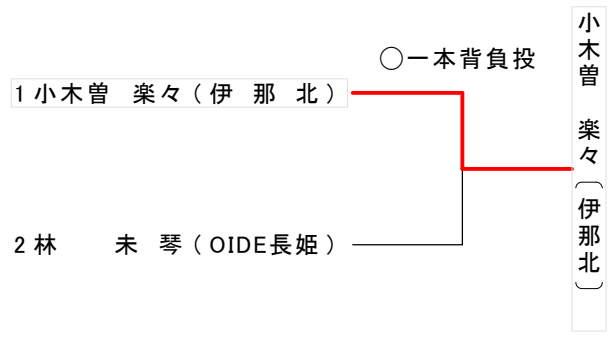 〇一本背負投
1 小木曽 楽々 ( 伊 那 北 )
2 林 未 琴 ( OIDE長姫 )
小木曽 楽々(伊那北)